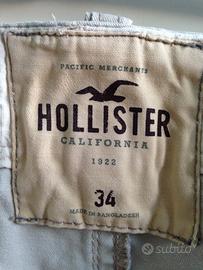 PACIFIC MERCHANTS
HOLLISTER
CALIFORNIA
1922
34
MADE IN BANGLADESH
subito